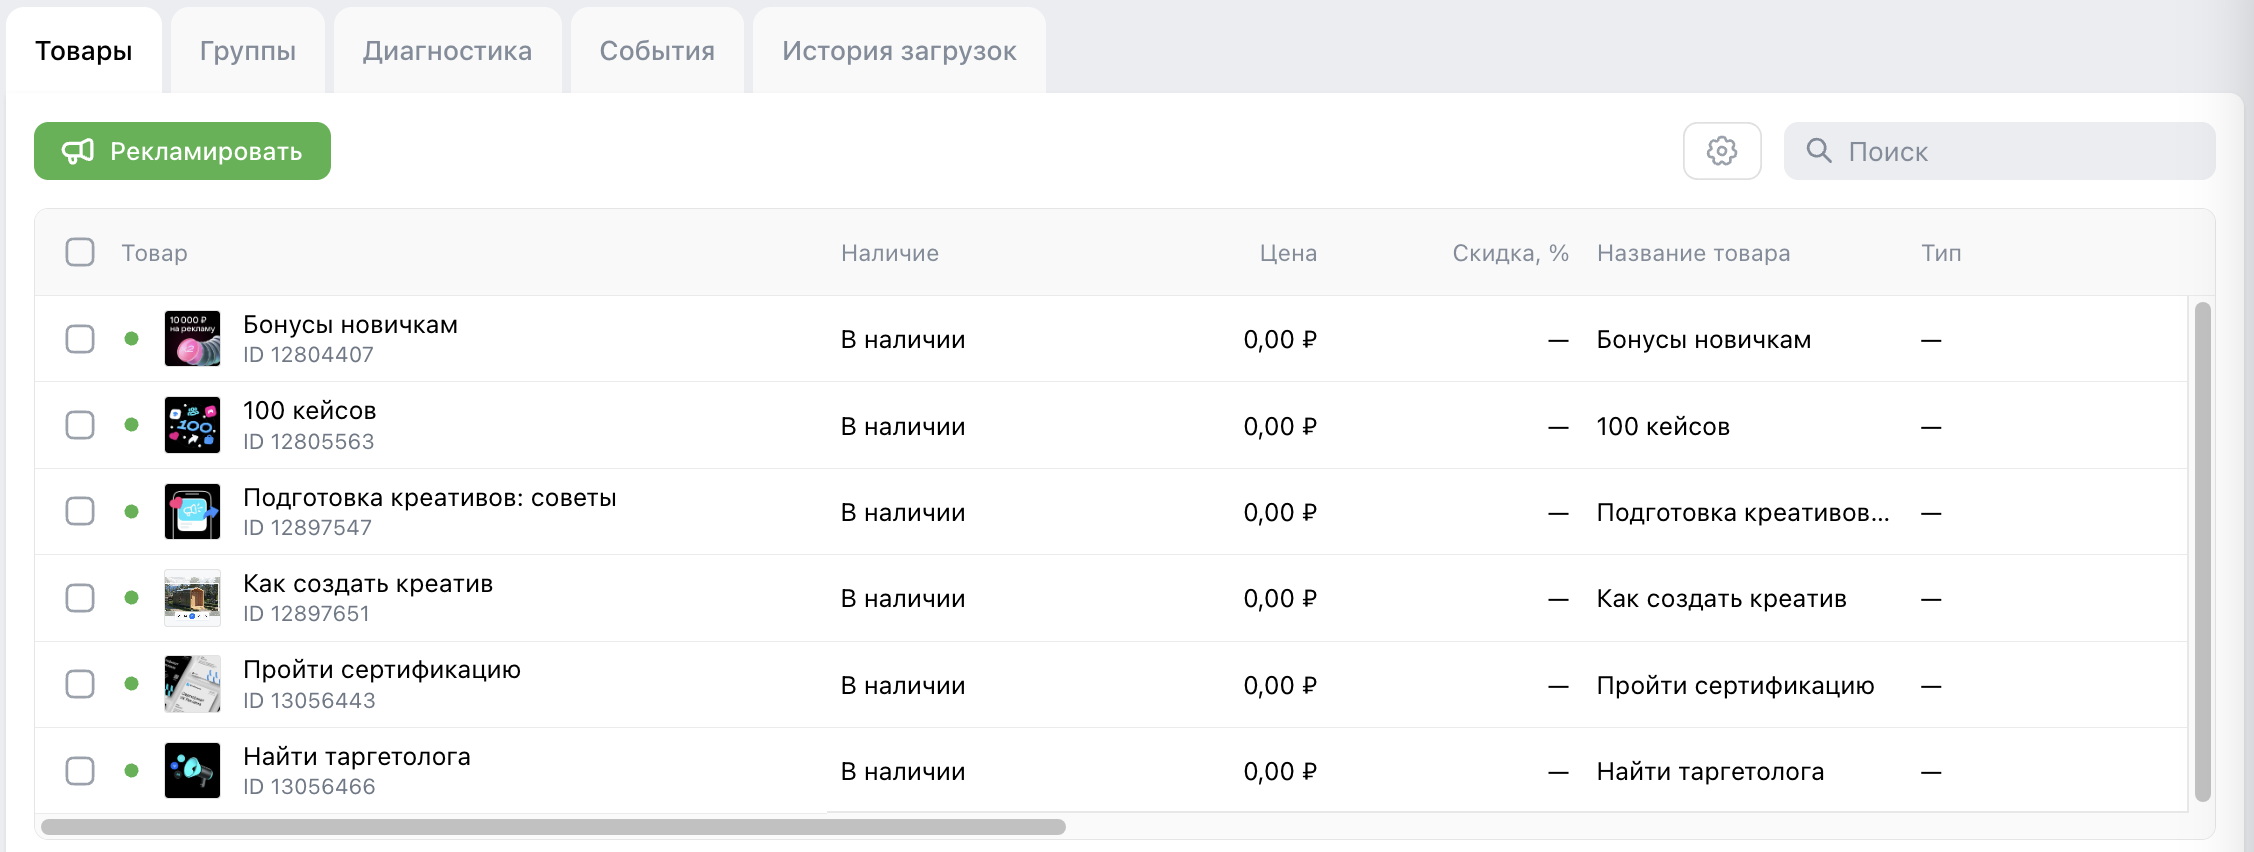 Товары
Группы
Диагностика
События
История загрузок
Рекламировать
Поиск
Товар
Наличие
Цена
Скидка, %
Название товара
Тип
10 000 ₽
на рекламу
Бонусы новичкам
ID 12804407
В наличии
0,00 ₽
—
Бонусы новичкам
—
100
100 кейсов
ID 12805563
В наличии
0,00 ₽
—
100 кейсов
—
Подготовка креативов: советы
ID 12897547
В наличии
0,00 ₽
—
Подготовка креативов...
—
Как создать креатив
ID 12897651
В наличии
0,00 ₽
—
Как создать креатив
—
Пройти сертификацию
ID 13056443
В наличии
0,00 ₽
—
Пройти сертификацию
—
Найти таргетолога
ID 13056466
В наличии
0,00 ₽
—
Найти таргетолога
—